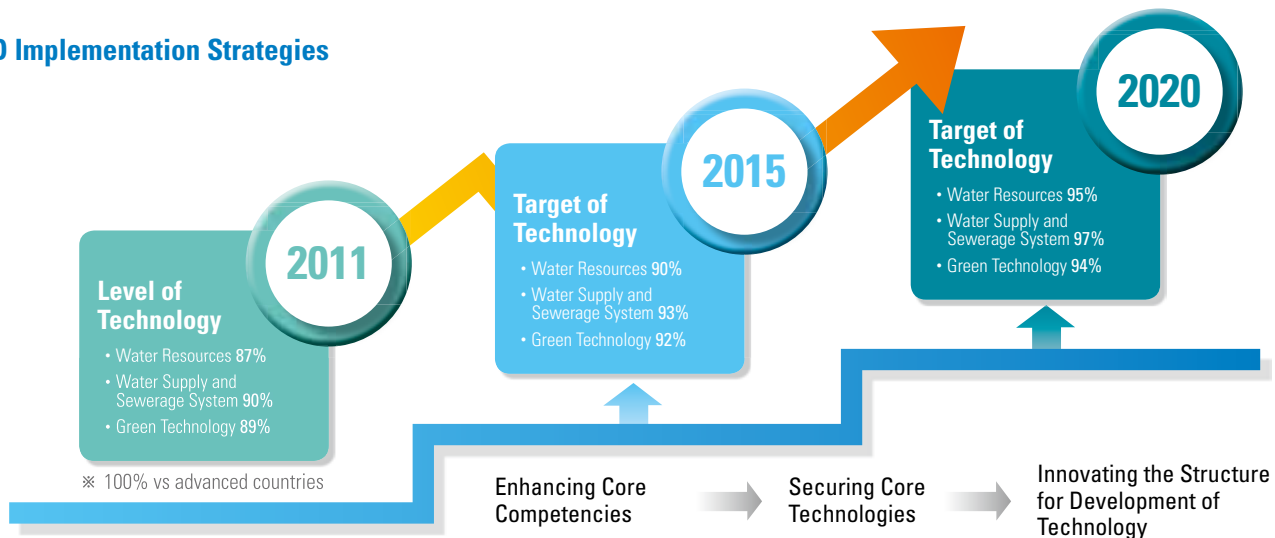 Implementation Strategies
2011
Level of
Technology
• Water Resources 87%
• Water Supply and
Sewerage System 90%
• Green Technology 89%
※ 100% vs advanced countries
2015
Target of
Technology
• Water Resources 90%
• Water Supply and
Sewerage System 93%
• Green Technology 92%
2020
Target of
Technology
• Water Resources 95%
• Water Supply and
Sewerage System 97%
• Green Technology 94%
Enhancing Core
Competencies
Securing Core
Technologies
Innovating the Structure
for Development of
Technology